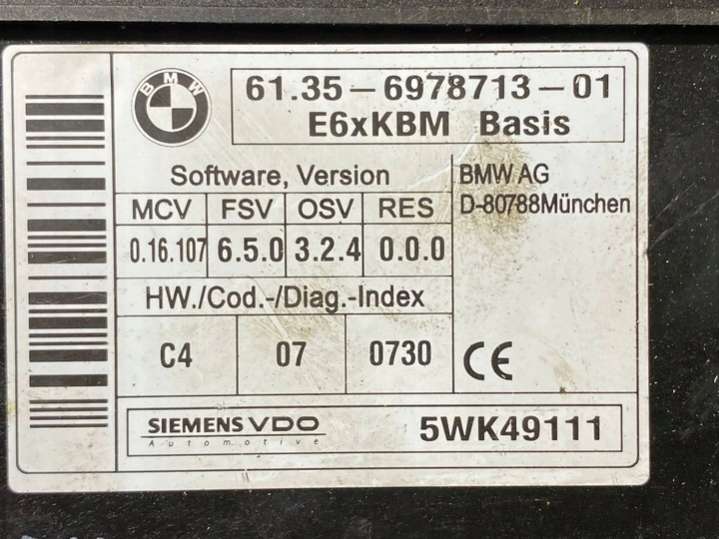 BMW
61.35-6978713-01
E6xKBM Basis
Software, Version
MCV FSV OSV RES
0.16.107 6.5.0 3.2.4 0.0.0
HW./Cod.-/Diag.-Index
C4 07 0730
BMW AG
D-80788München
CE
SIEMENS VDO
Automotive
5WK49111